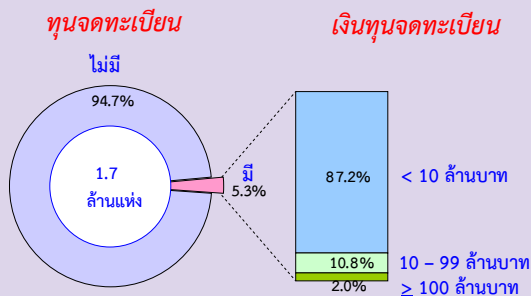 ทุนจดทะเบียน
ไม่มี
94.7%
1.7
ล้านแห่ง
มี
5.3%
เงินทุนจดทะเบียน
87.2%
< 10 ล้านบาท
10.8%
10 – 99 ล้านบาท
2.0%
≥ 100 ล้านบาท